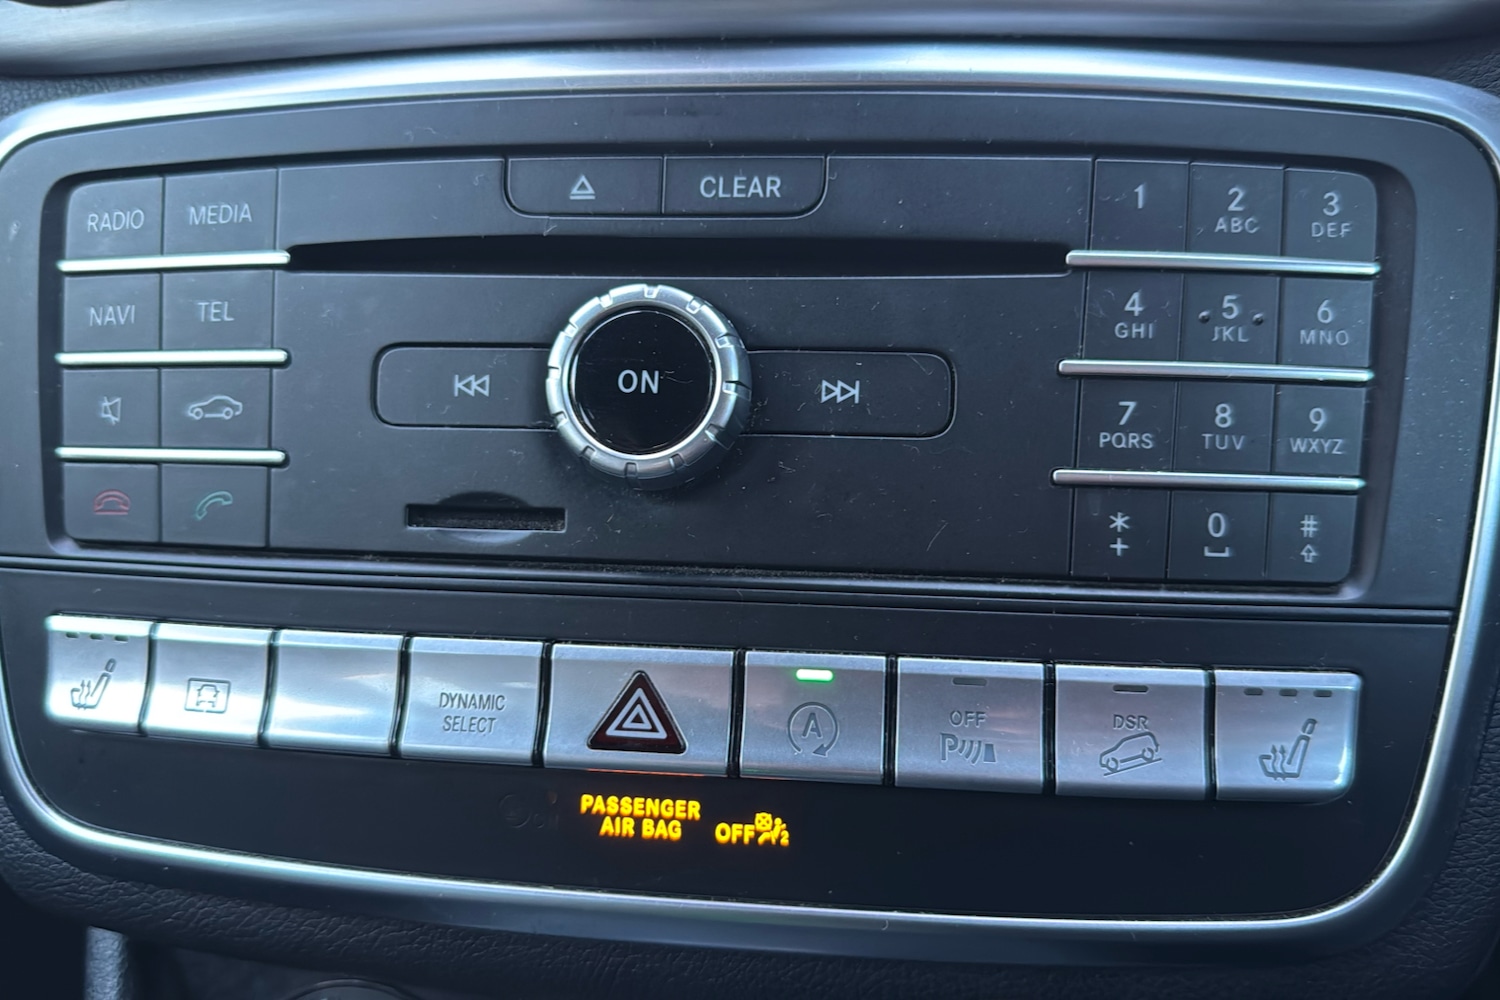 CLEAR
RADIO MEDIA
1
2 ABC
3 DEF
NAVI TEL
4 GHI
5 JKL
6 MNO
ON
7 PQRS
8 TUV
9 WXYZ
* +
0
#
DYNAMIC
SELECT
A
OFF
P
DSR
PASSENGER
AIR BAG
OFF
2